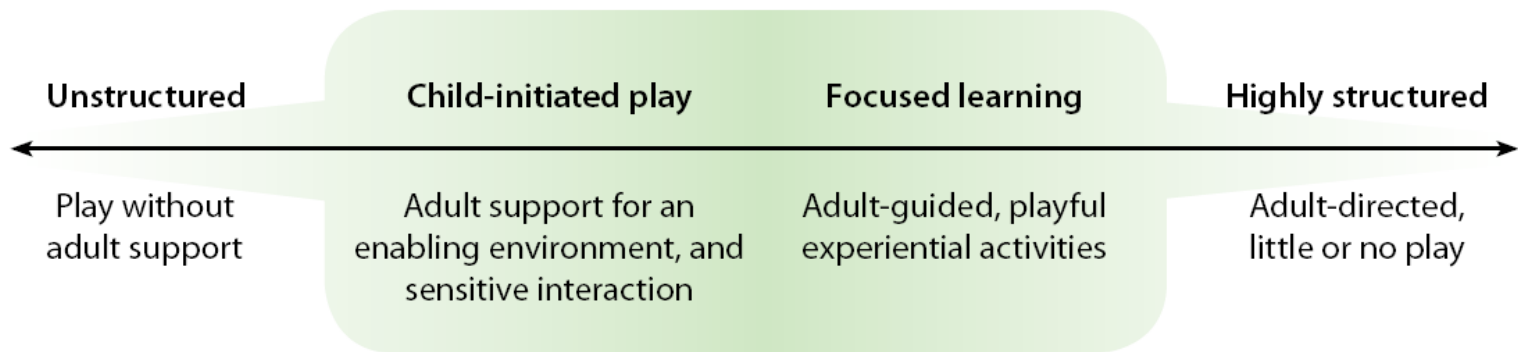 Unstructured
Child-initiated play
Focused learning
Highly structured
Play without
adult support
Adult support for an
enabling environment, and
sensitive interaction
Adult-guided, playful
experiential activities
Adult-directed,
little or no play